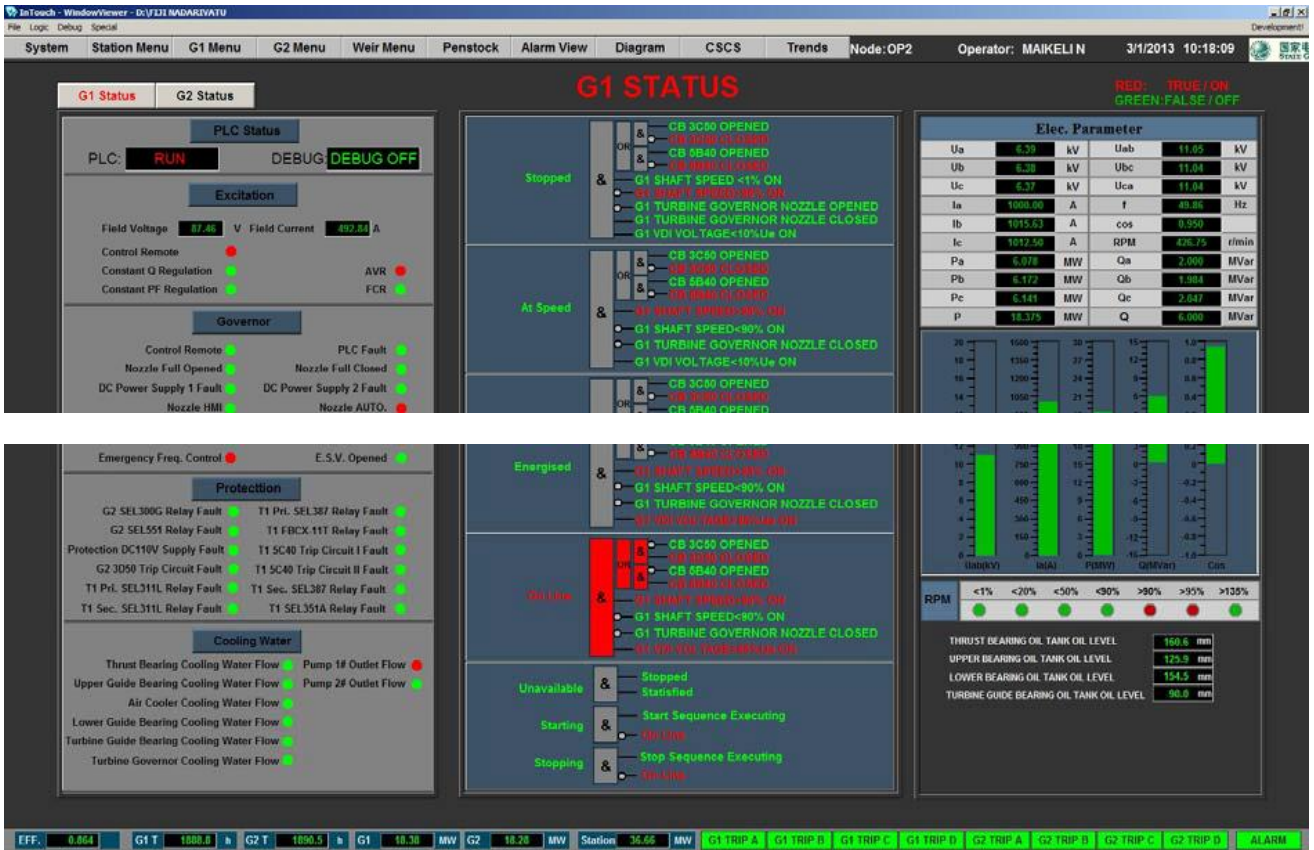 InTouch - WindowViewer - D:\FIJI NADARIVATU
File Logic Debug Special
Development!
System Station Menu G1 Menu G2 Menu Weir Menu Penstock Alarm View Diagram CSCS Trends Node:OP2 Operator: MAIKELI N 3/1/2013 10:18:09
G1 Status G2 Status
G1 STATUS
RED: TRUE / ON
GREEN:FALSE / OFF
PLC Status
PLC: RUN DEBUG: DEBUG OFF
Excitation
Field Voltage 87.46 V Field Current 492.84 A
Control Remote
Constant Q Regulation AVR
Constant PF Regulation FCR
Governor
Control Remote PLC Fault
Nozzle Full Opened Nozzle Full Closed
DC Power Supply 1 Fault DC Power Supply 2 Fault
Nozzle HMI Nozzle AUTO.
Emergency Freq. Control E.S.V. Opened
Protecttion
G2 SEL300G Relay Fault T1 Pri. SEL387 Relay Fault
G2 SEL551 Relay Fault T1 FBCX-11T Relay Fault
Protection DC110V Supply Fault T1 5C40 Trip Circuit I Fault
G2 3D50 Trip Circuit Fault T1 5C40 Trip Circuit II Fault
T1 Pri. SEL311L Relay Fault T1 Sec. SEL387 Relay Fault
T1 Sec. SEL311L Relay Fault T1 SEL351A Relay Fault
Cooling Water
Thrust Bearing Cooling Water Flow Pump 1# Outlet Flow
Upper Guide Bearing Cooling Water Flow Pump 2# Outlet Flow
Air Cooler Cooling Water Flow
Lower Guide Bearing Cooling Water Flow
Turbine Guide Bearing Cooling Water Flow
Turbine Governor Cooling Water Flow
Stopped
& OR & &
CB 3C50 OPENED
CB 5B40 OPENED
G1 SHAFT SPEED <1% ON
G1 TURBINE GOVERNOR NOZZLE OPENED
G1 TURBINE GOVERNOR NOZZLE CLOSED
G1 VDI VOLTAGE<10%Ue ON
At Speed
& OR & &
CB 3C50 OPENED
CB 5B40 OPENED
G1 SHAFT SPEED<90% ON
G1 TURBINE GOVERNOR NOZZLE CLOSED
G1 VDI VOLTAGE<10%Ue ON
OR &
CB 3C50 OPENED
CB 5B40 OPENED
Energised
&
G1 SHAFT SPEED<90% ON
G1 TURBINE GOVERNOR NOZZLE CLOSED
On Line
& OR & &
CB 3C50 OPENED
CB 5B40 OPENED
G1 SHAFT SPEED<90% ON
G1 TURBINE GOVERNOR NOZZLE CLOSED
Unavailable & Stopped
Statisfied
Starting & Start Sequence Executing
On Line
Stopping & Stop Sequence Executing
On Line
Elec. Parameter
Ua 6.39 kV Uab 11.05 kV
Ub 6.38 kV Ubc 11.04 kV
Uc 6.37 kV Uca 11.04 kV
Ia 1000.00 A f 49.86 Hz
Ib 1015.63 A cos 0.950
Ic 1012.50 A RPM 426.75 r/min
Pa 6.078 MW Qa 2.000 MVar
Pb 6.172 MW Qb 1.984 MVar
Pc 6.141 MW Qc 2.047 MVar
P 18.375 MW Q 6.000 MVar
Uab(kV) Ia(A) P(MW) Q(MVar) Cos
RPM <1% <20% <50% <90% >90% >95% >135%
THRUST BEARING OIL TANK OIL LEVEL 160.6 mm
UPPER BEARING OIL TANK OIL LEVEL 125.9 mm
LOWER BEARING OIL TANK OIL LEVEL 154.5 mm
TURBINE GUIDE BEARING OIL TANK OIL LEVEL 90.0 mm
EFF. 0.864 G1 T 1888.8 h G2 T 1890.5 h G1 18.38 MW G2 18.28 MW Station 36.66 MW G1 TRIP A G1 TRIP B G1 TRIP C G1 TRIP D G2 TRIP A G2 TRIP B G2 TRIP C G2 TRIP D ALARM